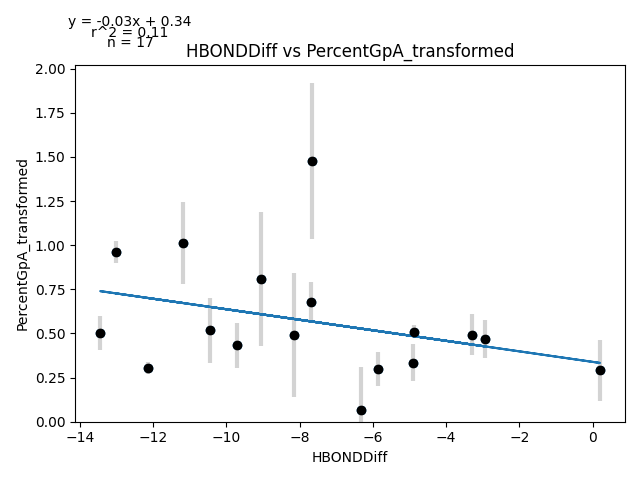 y = -0.03x + 0.34
r^2 = 0.11
n = 17
HBONDDiff vs PercentGpA_transformed
PercentGpA_transformed
2.00
1.75
1.50
1.25
1.00
0.75
0.50
0.25
0.00
−14
−12
−10
−8
−6
−4
−2
0
HBONDDiff